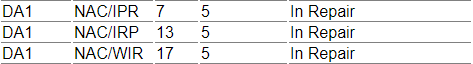 DA1 NAC/IPR 7 5 In Repair
DA1 NAC/IRP 13 5 In Repair
DA1 NAC/WIR 17 5 In Repair